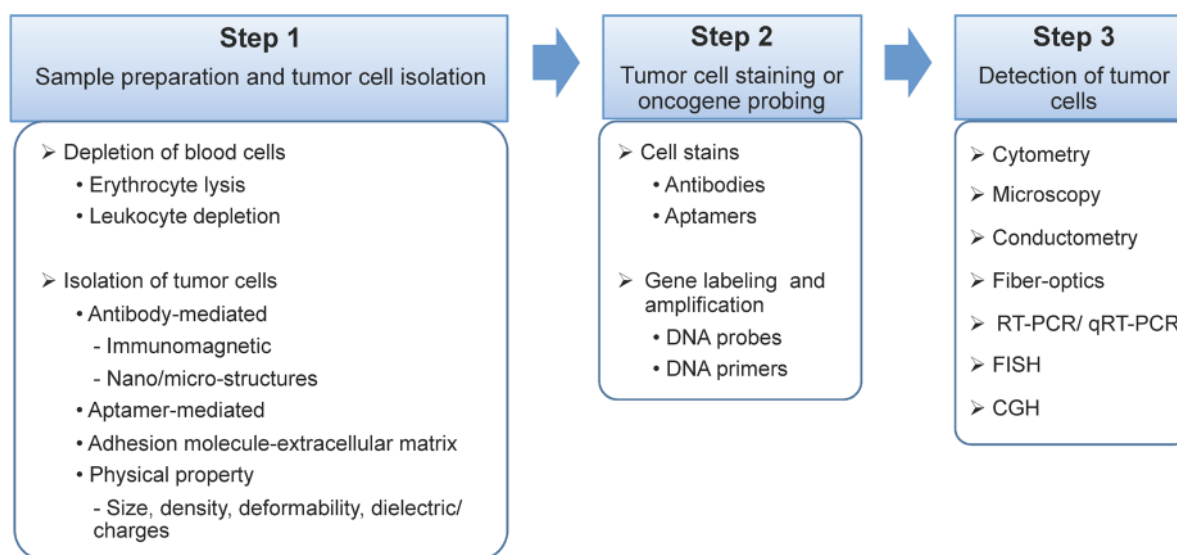 Step 1
Sample preparation and tumor cell isolation
➢ Depletion of blood cells
• Erythrocyte lysis
• Leukocyte depletion
➢ Isolation of tumor cells
• Antibody-mediated
- Immunomagnetic
- Nano/micro-structures
• Aptamer-mediated
• Adhesion molecule-extracellular matrix
• Physical property
- Size, density, deformability, dielectric/
charges
Step 2
Tumor cell staining or
oncogene probing
➢ Cell stains
• Antibodies
• Aptamers
➢ Gene labeling and
amplification
• DNA probes
• DNA primers
Step 3
Detection of tumor
cells
➢ Cytometry
➢ Microscopy
➢ Conductometry
➢ Fiber-optics
➢ RT-PCR/ qRT-PCR
➢ FISH
➢ CGH